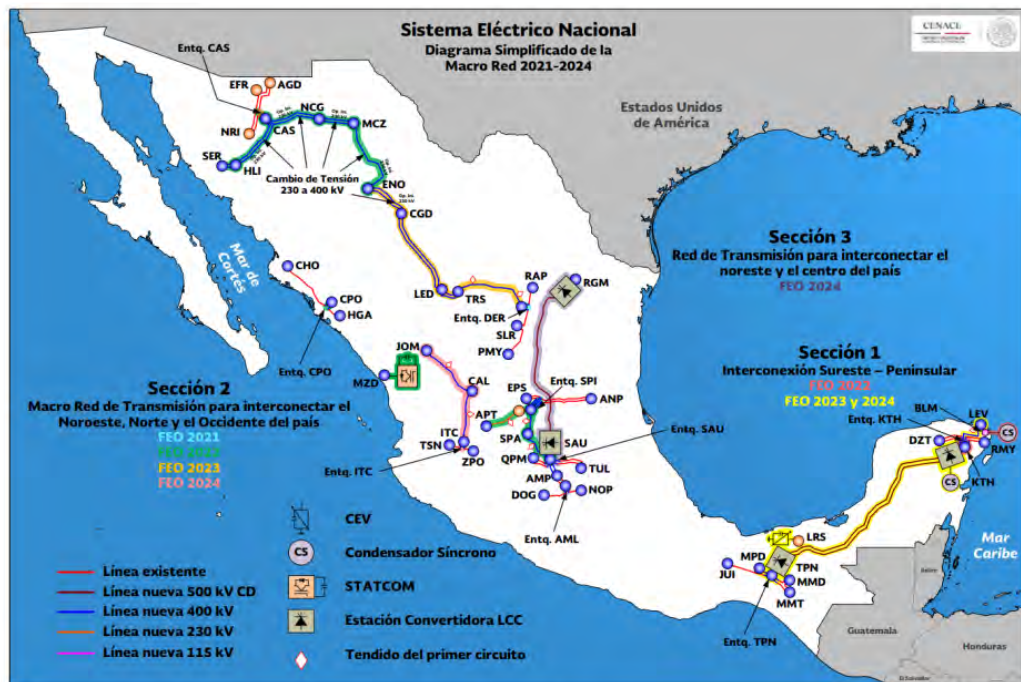 Sistema Eléctrico Nacional
Diagrama Simplificado de la
Macro Red 2021-2024
CENACE
Estados Unidos
de América
Entq. CAS
EFR
AGD
NRI
CAS
NCG
MCZ
SER
HLI
Cambio de Tensión
230 a 400 kV
ENO
CGD
Mar de
Cortés
CHO
CPO
HGA
Entq. CPO
LED
TRS
RAP
Entq. DER
SLR
PMY
RGM
Sección 3
Red de Transmisión para interconectar el
noreste y el centro del país
FEO 2024
JOM
MZD
CAL
APT
EPS
Entq. SPI
ANP
SPA
SAU
Entq. SAU
ITC
TSN
ZPO
Entq. ITC
QPM
TUL
AMP
DOG
NOP
Entq. AML
Sección 2
Macro Red de Transmisión para interconectar el
Noroeste, Norte y el Occidente del país
FEO 2021
FEO 2022
FEO 2023
FEO 2024
Sección 1
Interconexión Sureste – Peninsular
FEO 2022
FEO 2023 y 2024
BLM
LEV
Entq. KTH
CS
DZT
RMY
KTH
CS
Mar
Caribe
LRS
MPD
TPN
JUI
MMD
MMT
Entq. TPN
Guatemala
Honduras
El Salvador
Línea existente
Línea nueva 500 kV CD
Línea nueva 400 kV
Línea nueva 230 kV
Línea nueva 115 kV
CEV
CS
Condensador Síncrono
STATCOM
Estación Convertidora LCC
Tendido del primer circuito